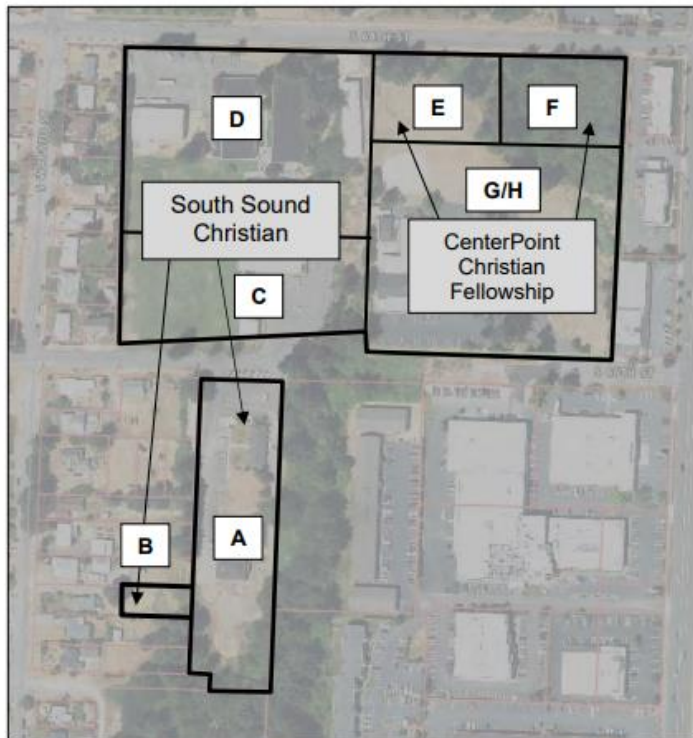 D
E
F
G/H
South Sound
Christian
CenterPoint
Christian
Fellowship
C
B
A